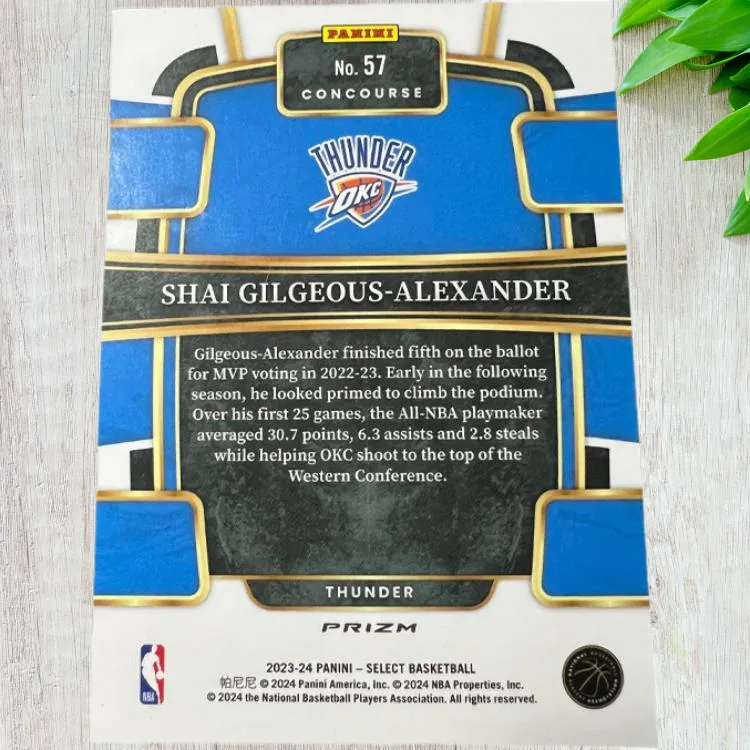 PANINI
No. 57
CONCOURSE
THUNDER
OKC
SHAI GILGEOUS-ALEXANDER
Gilgeous-Alexander finished fifth on the ballot
for MVP voting in 2022-23. Early in the following
season, he looked primed to climb the podium.
Over his first 25 games, the All-NBA playmaker
averaged 30.7 points, 6.3 assists and 2.8 steals
while helping OKC shoot to the top of the
Western Conference.
THUNDER
PRIZM
2023-24 PANINI – SELECT BASKETBALL
帕尼尼 © 2024 Panini America, Inc. © 2024 NBA Properties, Inc.
© 2024 the National Basketball Players Association. All rights reserved.
NBA